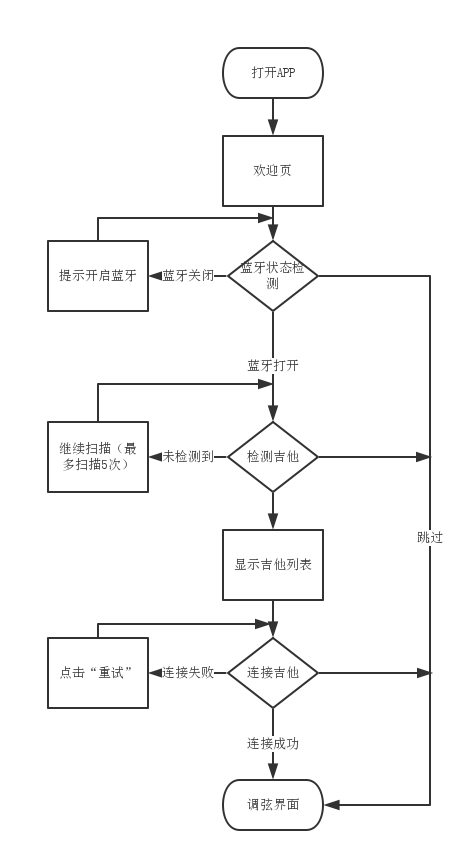 打开APP
欢迎页
提示开启蓝牙
蓝牙关闭
蓝牙状态检
测
蓝牙打开
继续扫描（最
多扫描5次）
未检测到
检测吉他
跳过
显示吉他列表
点击“重试”
连接失败
连接吉他
连接成功
调弦界面